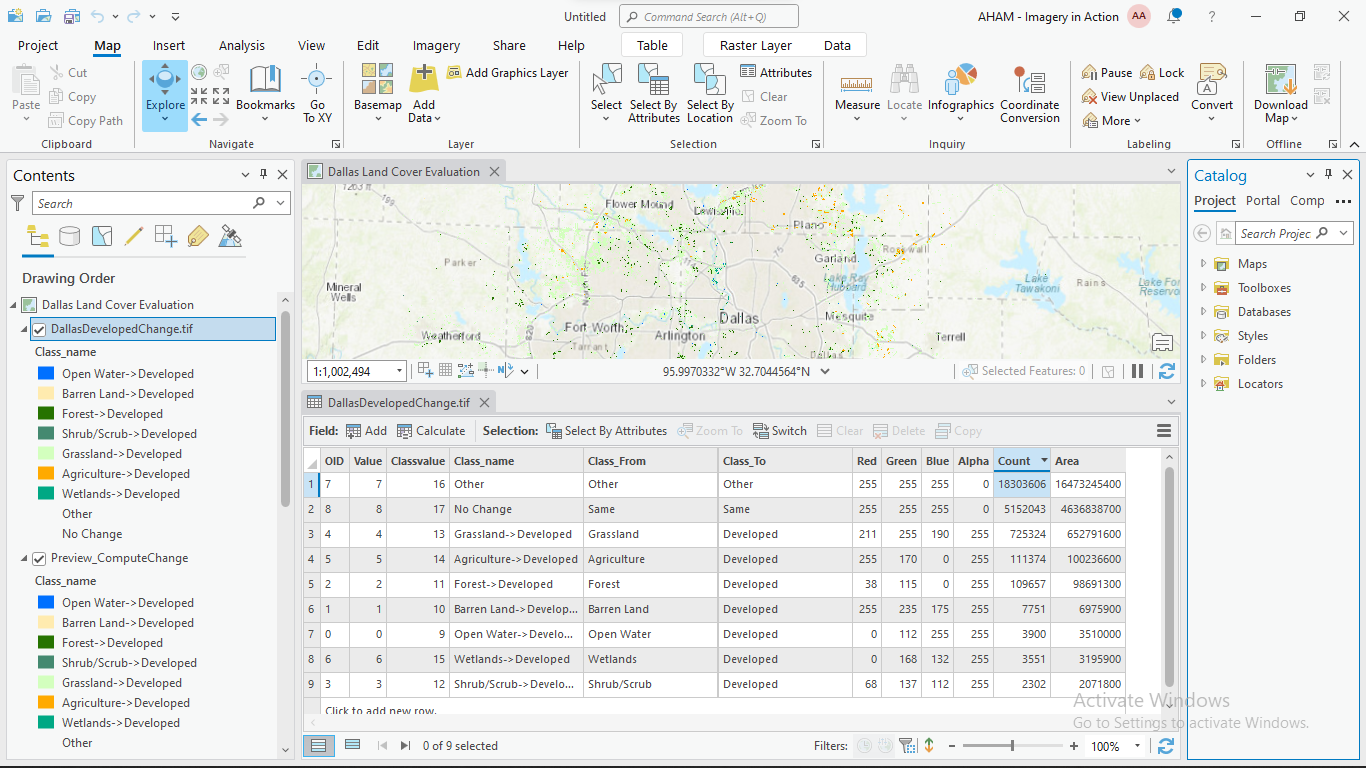 Untitled
Command Search (Alt+Q)
AHAM - Imagery in Action
AA
?
Project Map Insert Analysis View Edit Imagery Share Help Table Raster Layer Data
Paste
Cut
Copy
Copy Path
Clipboard
Explore
Bookmarks
Go To XY
Navigate
Basemap
Add Data
Add Graphics Layer
Layer
Select
Select By Attributes
Select By Location
Attributes
Clear
Zoom To
Selection
Measure
Locate
Infographics
Coordinate Conversion
Inquiry
Pause
Lock
View Unplaced
More
Convert
Labeling
Download Map
Offline
Contents
Search
Drawing Order
Dallas Land Cover Evaluation
DallasDevelopedChange.tif
Class_name
Open Water->Developed
Barren Land->Developed
Forest->Developed
Shrub/Scrub->Developed
Grassland->Developed
Agriculture->Developed
Wetlands->Developed
Other
No Change
Preview_ComputeChange
Class_name
Open Water->Developed
Barren Land->Developed
Forest->Developed
Shrub/Scrub->Developed
Grassland->Developed
Agriculture->Developed
Wetlands->Developed
Other
Dallas Land Cover Evaluation
1203 ft
Flower Mound
Plano
Parker
Garland
Rockwall
Mineral Wells
Lake Ray Hubbard
Lake Tawakoni
Rains
Lake For
Reservo
Dallas
Mesquite
Weatherford
Fort Worth
Arlington
Terrell
Tarrant
Dallas
1:1,002,494
95.9970332°W 32.7044564°N
Selected Features: 0
DallasDevelopedChange.tif
Field: Add Calculate Selection: Select By Attributes Zoom To Switch Clear Delete Copy
OID Value Classvalue Class_name Class_From Class_To Red Green Blue Alpha Count Area
1 7 7 16 Other Other Other 255 255 255 0 18303606 16473245400
2 8 8 17 No Change Same Same 255 255 255 0 5152043 4636838700
3 4 4 13 Grassland->Developed Grassland Developed 211 255 190 255 725324 652791600
4 5 5 14 Agriculture->Developed Agriculture Developed 255 170 0 255 111374 100236600
5 2 2 11 Forest->Developed Forest Developed 38 115 0 255 109657 98691300
6 1 1 10 Barren Land->Develop... Barren Land Developed 255 235 175 255 7751 6975900
7 0 0 9 Open Water->Develo... Open Water Developed 0 112 255 255 3900 3510000
8 6 6 15 Wetlands->Developed Wetlands Developed 0 168 132 255 3551 3195900
9 3 3 12 Shrub/Scrub->Develo... Shrub/Scrub Developed 68 137 112 255 2302 2071800
Click to add new row.
0 of 9 selected
Filters:
100%
Catalog
Project Portal Comp
Search Projec
Maps
Toolboxes
Databases
Styles
Folders
Locators
Activate Windows
Go to Settings to activate Windows.